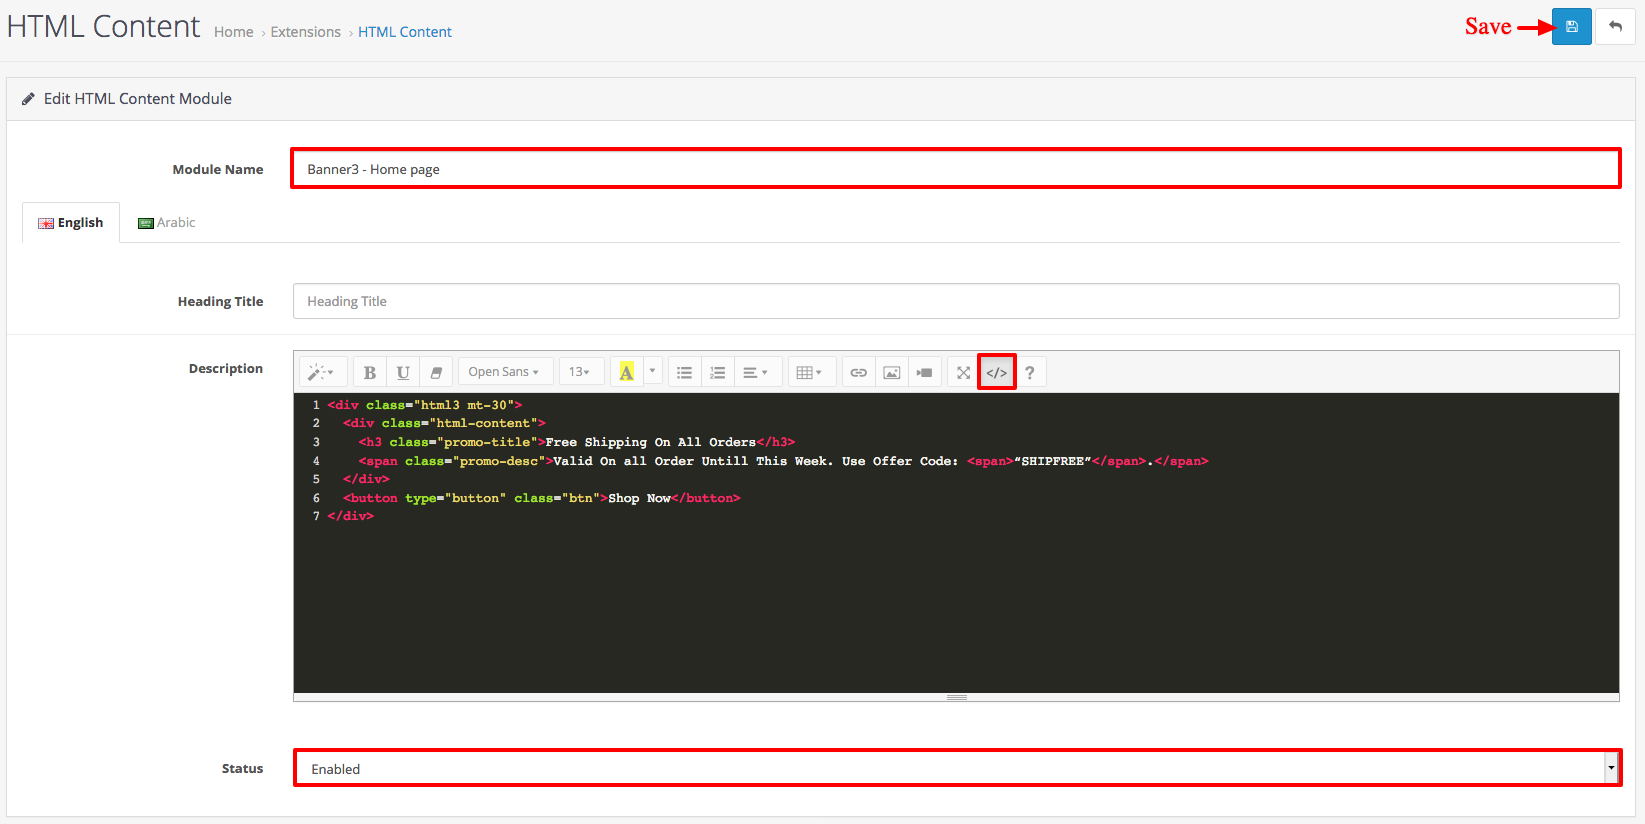 HTML Content Home › Extensions › HTML Content Save
Edit HTML Content Module
Module Name Banner3 - Home page
English Arabic
Heading Title Heading Title
Description
B U Open Sans 13 A </> ?
1 <div class="html3 mt-30">
2 <div class="html-content">
3 <h3 class="promo-title">Free Shipping On All Orders</h3>
4 <span class="promo-desc">Valid On all Order Untill This Week. Use Offer Code: <span>“SHIPFREE”</span>.</span>
5 </div>
6 <button type="button" class="btn">Shop Now</button>
7 </div>
Status Enabled